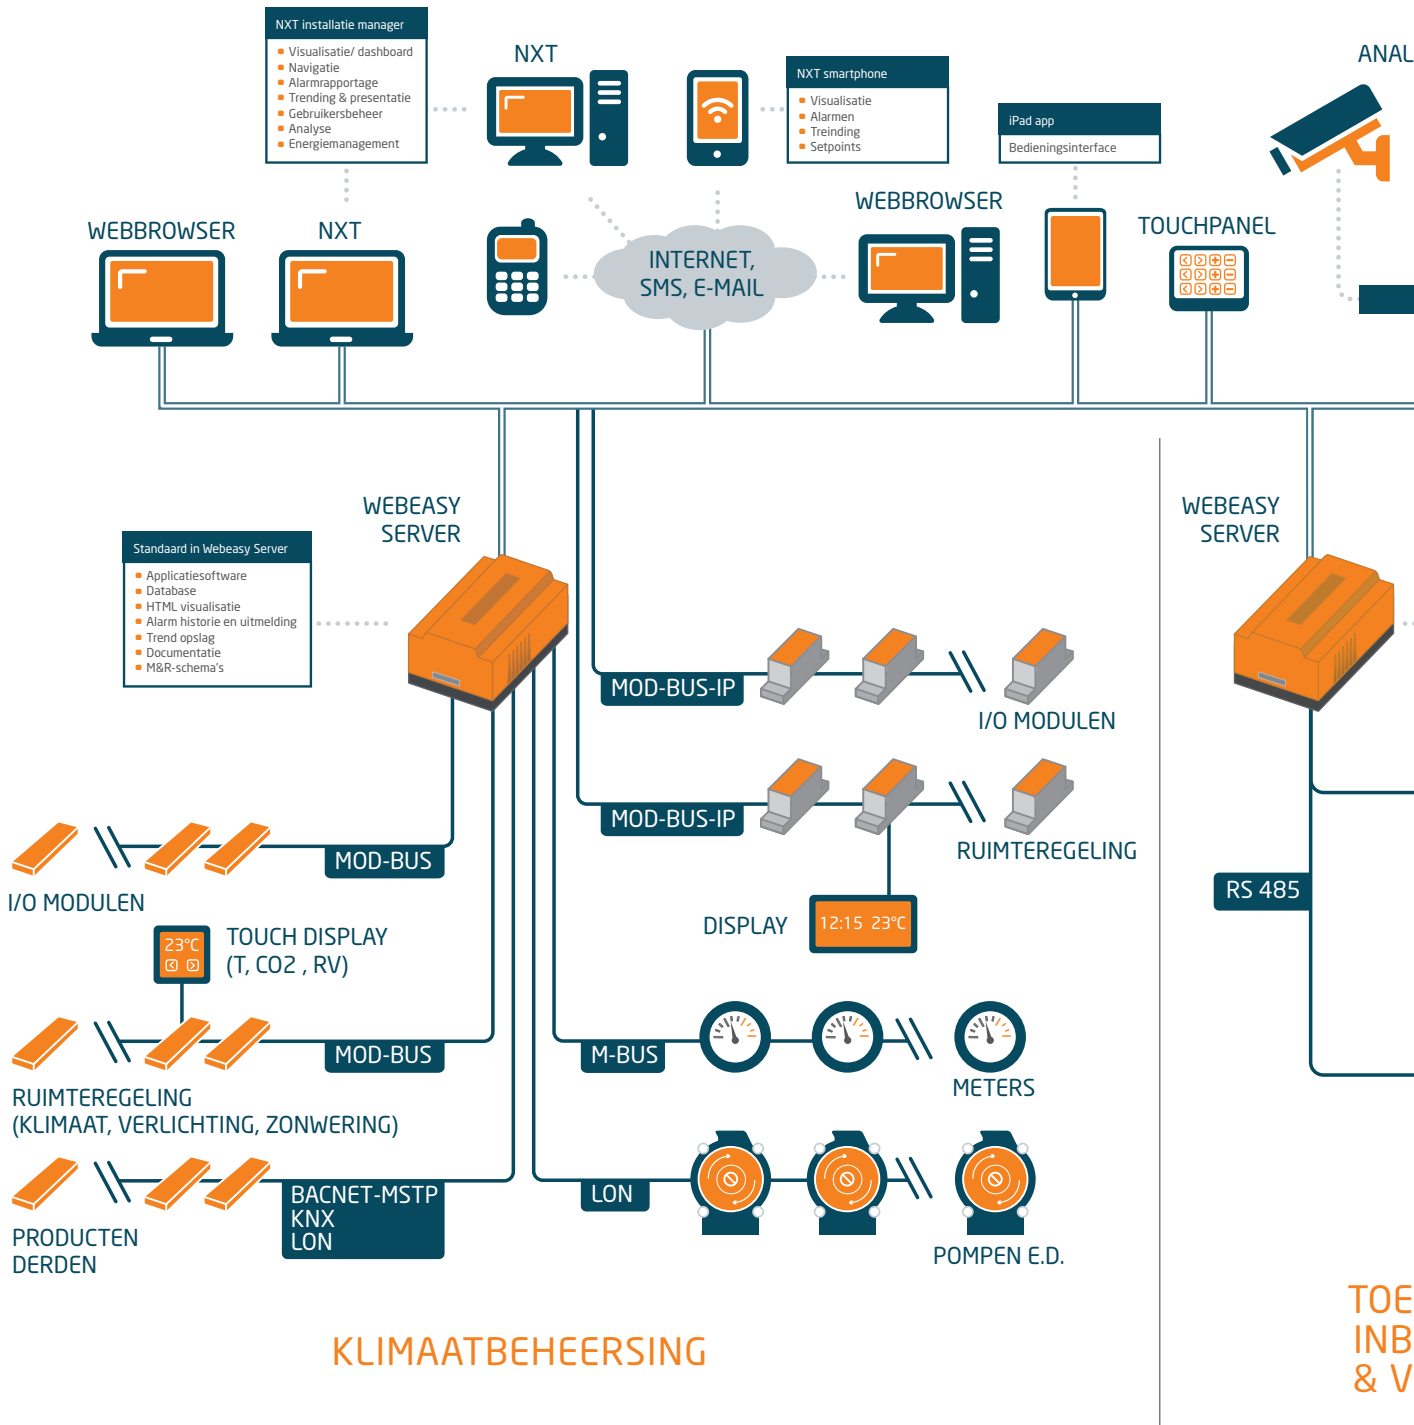 NXT installatie manager
Visualisatie/ dashboard
Navigatie
Alarmrapportage
Trending & presentatie
Gebruikersbeheer
Analyse
Energiemanagement
NXT
NXT smartphone
Visualisatie
Alarmen
Treinding
Setpoints
iPad app
Bedieningsinterface
ANAL
WEBBROWSER
NXT
INTERNET,
SMS, E-MAIL
WEBBROWSER
TOUCHPANEL
WEBEASY
SERVER
Standaard in Webeasy Server
Applicatiesoftware
Database
HTML visualisatie
Alarm historie en uitmelding
Trend opslag
Documentatie
M&R-schema's
MOD-BUS-IP
I/O MODULEN
MOD-BUS-IP
RUIMTEREGELING
DISPLAY
12:15 23°C
MOD-BUS
I/O MODULEN
23°C
TOUCH DISPLAY
(T, CO2 , RV)
MOD-BUS
RUIMTEREGELING
(KLIMAAT, VERLICHTING, ZONWERING)
M-BUS
METERS
BACNET-MSTP
KNX
LON
PRODUCTEN
DERDEN
LON
POMPEN E.D.
KLIMAATBEHEERSING
WEBEASY
SERVER
RS 485
TOE
INB
& V